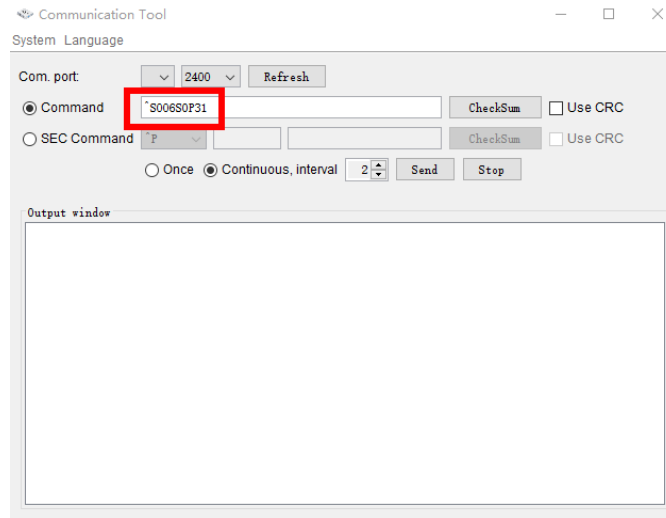 Communication Tool
System Language
Com. port: 2400 Refresh
Command ^S006S0P31 CheckSum Use CRC
SEC Command ^P CheckSum Use CRC
Once Continuous, interval 2 Send Stop
Output window